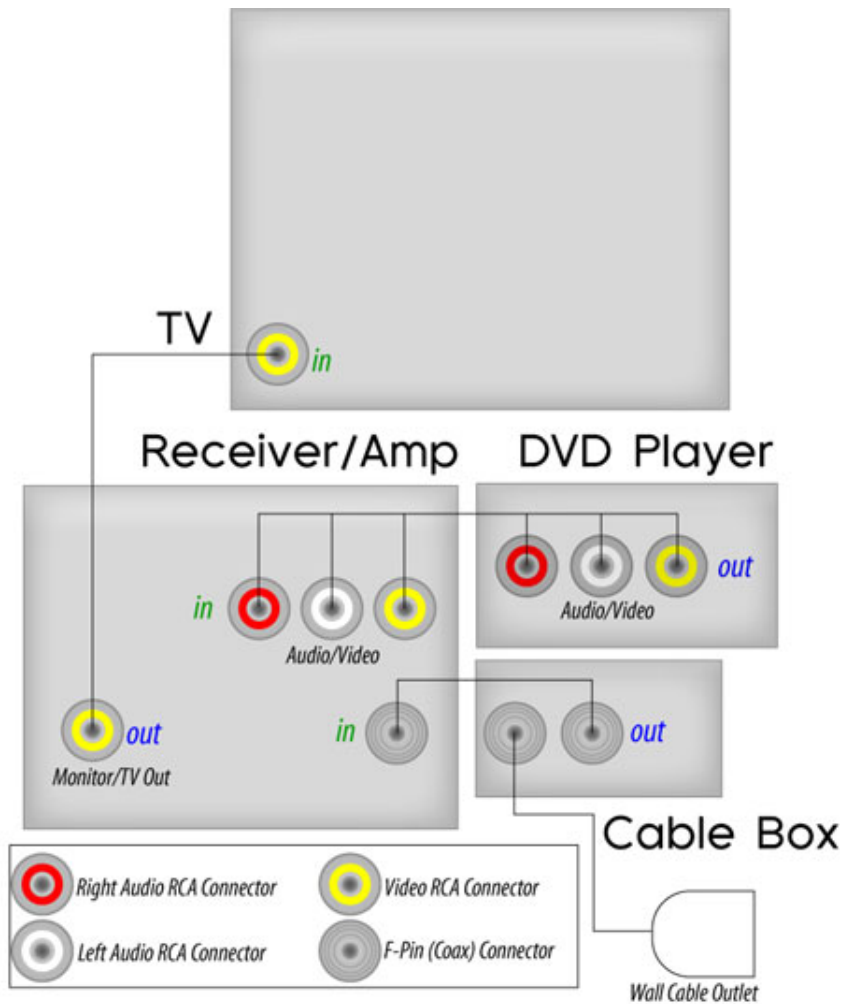 TV
in
Receiver/Amp
DVD Player
in
Audio/Video
out
Audio/Video
out
Monitor/TV Out
in
out
Cable Box
Right Audio RCA Connector
Video RCA Connector
Left Audio RCA Connector
F-Pin (Coax) Connector
Wall Cable Outlet